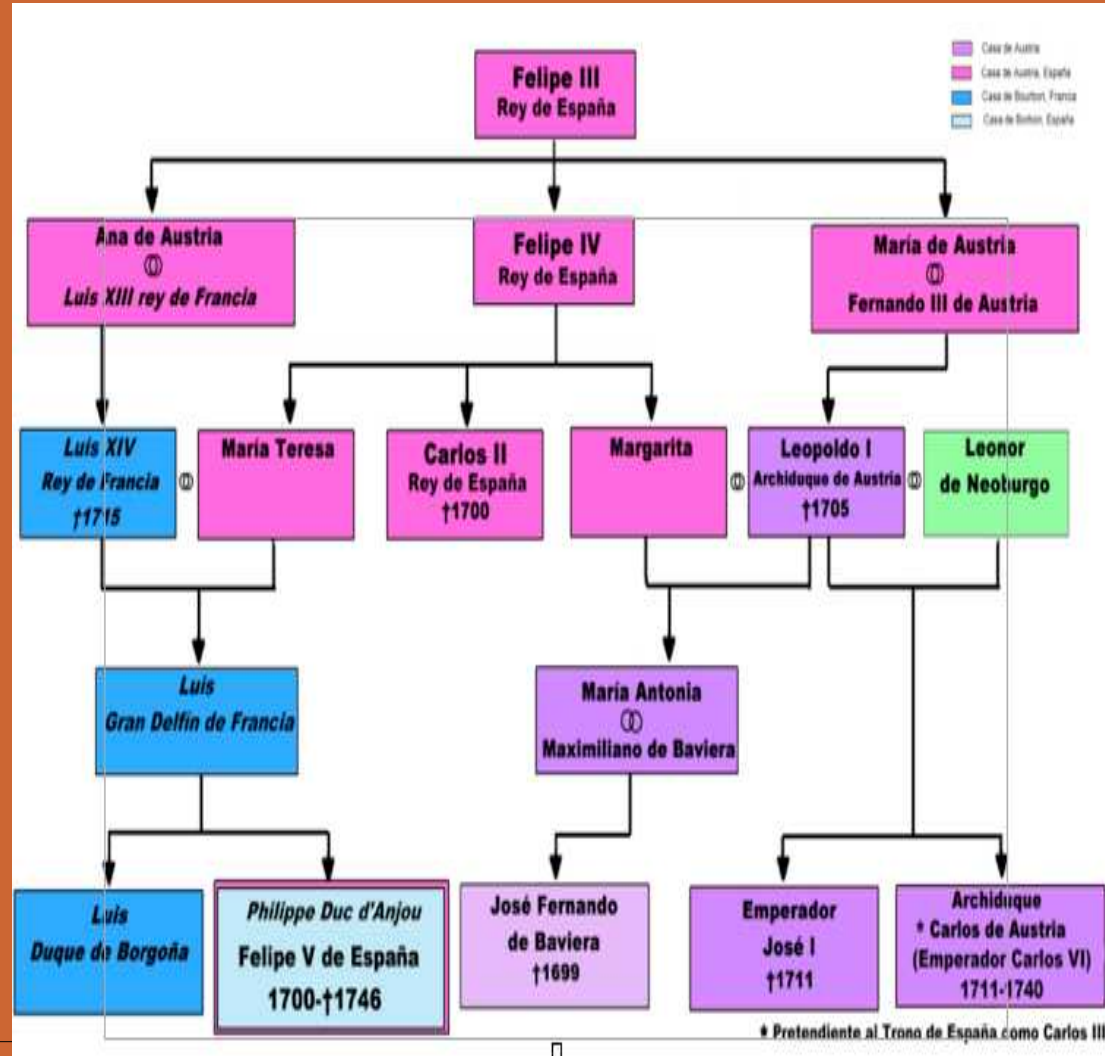 Casa de Austria
Casa de Austria, España
Casa de Bourbon, Francia
Casa de Borbón, España
Felipe III
Rey de España
Ana de Austria
Luis XIII rey de Francia
Felipe IV
Rey de España
María de Austria
Fernando III de Austria
Luis XIV
Rey de Francia
†1715
María Teresa
Carlos II
Rey de España
†1700
Margarita
Leopoldo I
Archiduque de Austria
†1705
Leonor
de Neoburgo
Luis
Gran Delfín de Francia
María Antonia
Maximiliano de Baviera
Luis
Duque de Borgoña
Philippe Duc d'Anjou
Felipe V de España
1700-†1746
José Fernando
de Baviera
†1699
Emperador
José I
†1711
Archiduque
* Carlos de Austria
(Emperador Carlos VI)
1711-1740
* Pretendiente al Trono de España como Carlos III